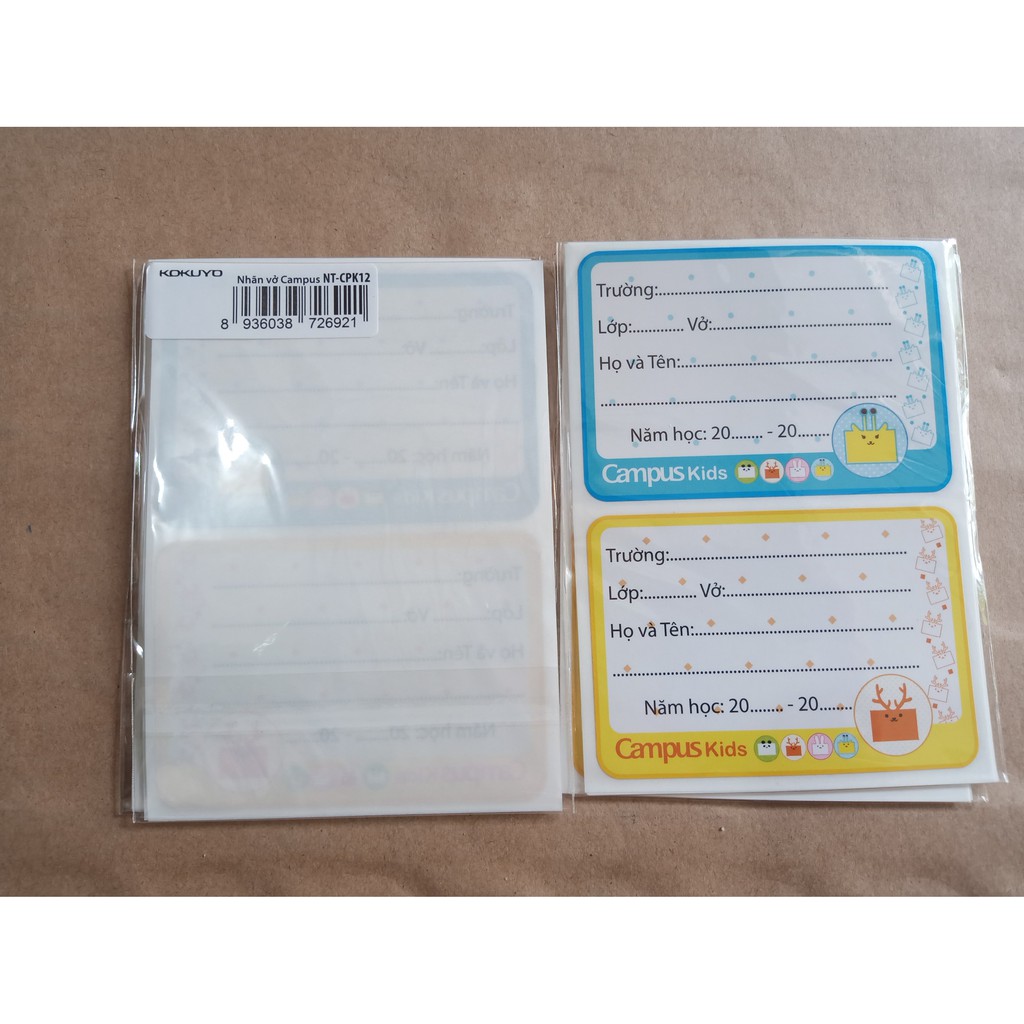 KOKUYO
Nhãn vở Campus NT-CPK12
8 936038 726921
Trường:
Lớp: Vở:
Họ và Tên:
Năm học: 20........ - 20........
Campus Kids
Trường:
Lớp: Vở:
Họ và Tên:
Năm học: 20........ - 20........
Campus Kids